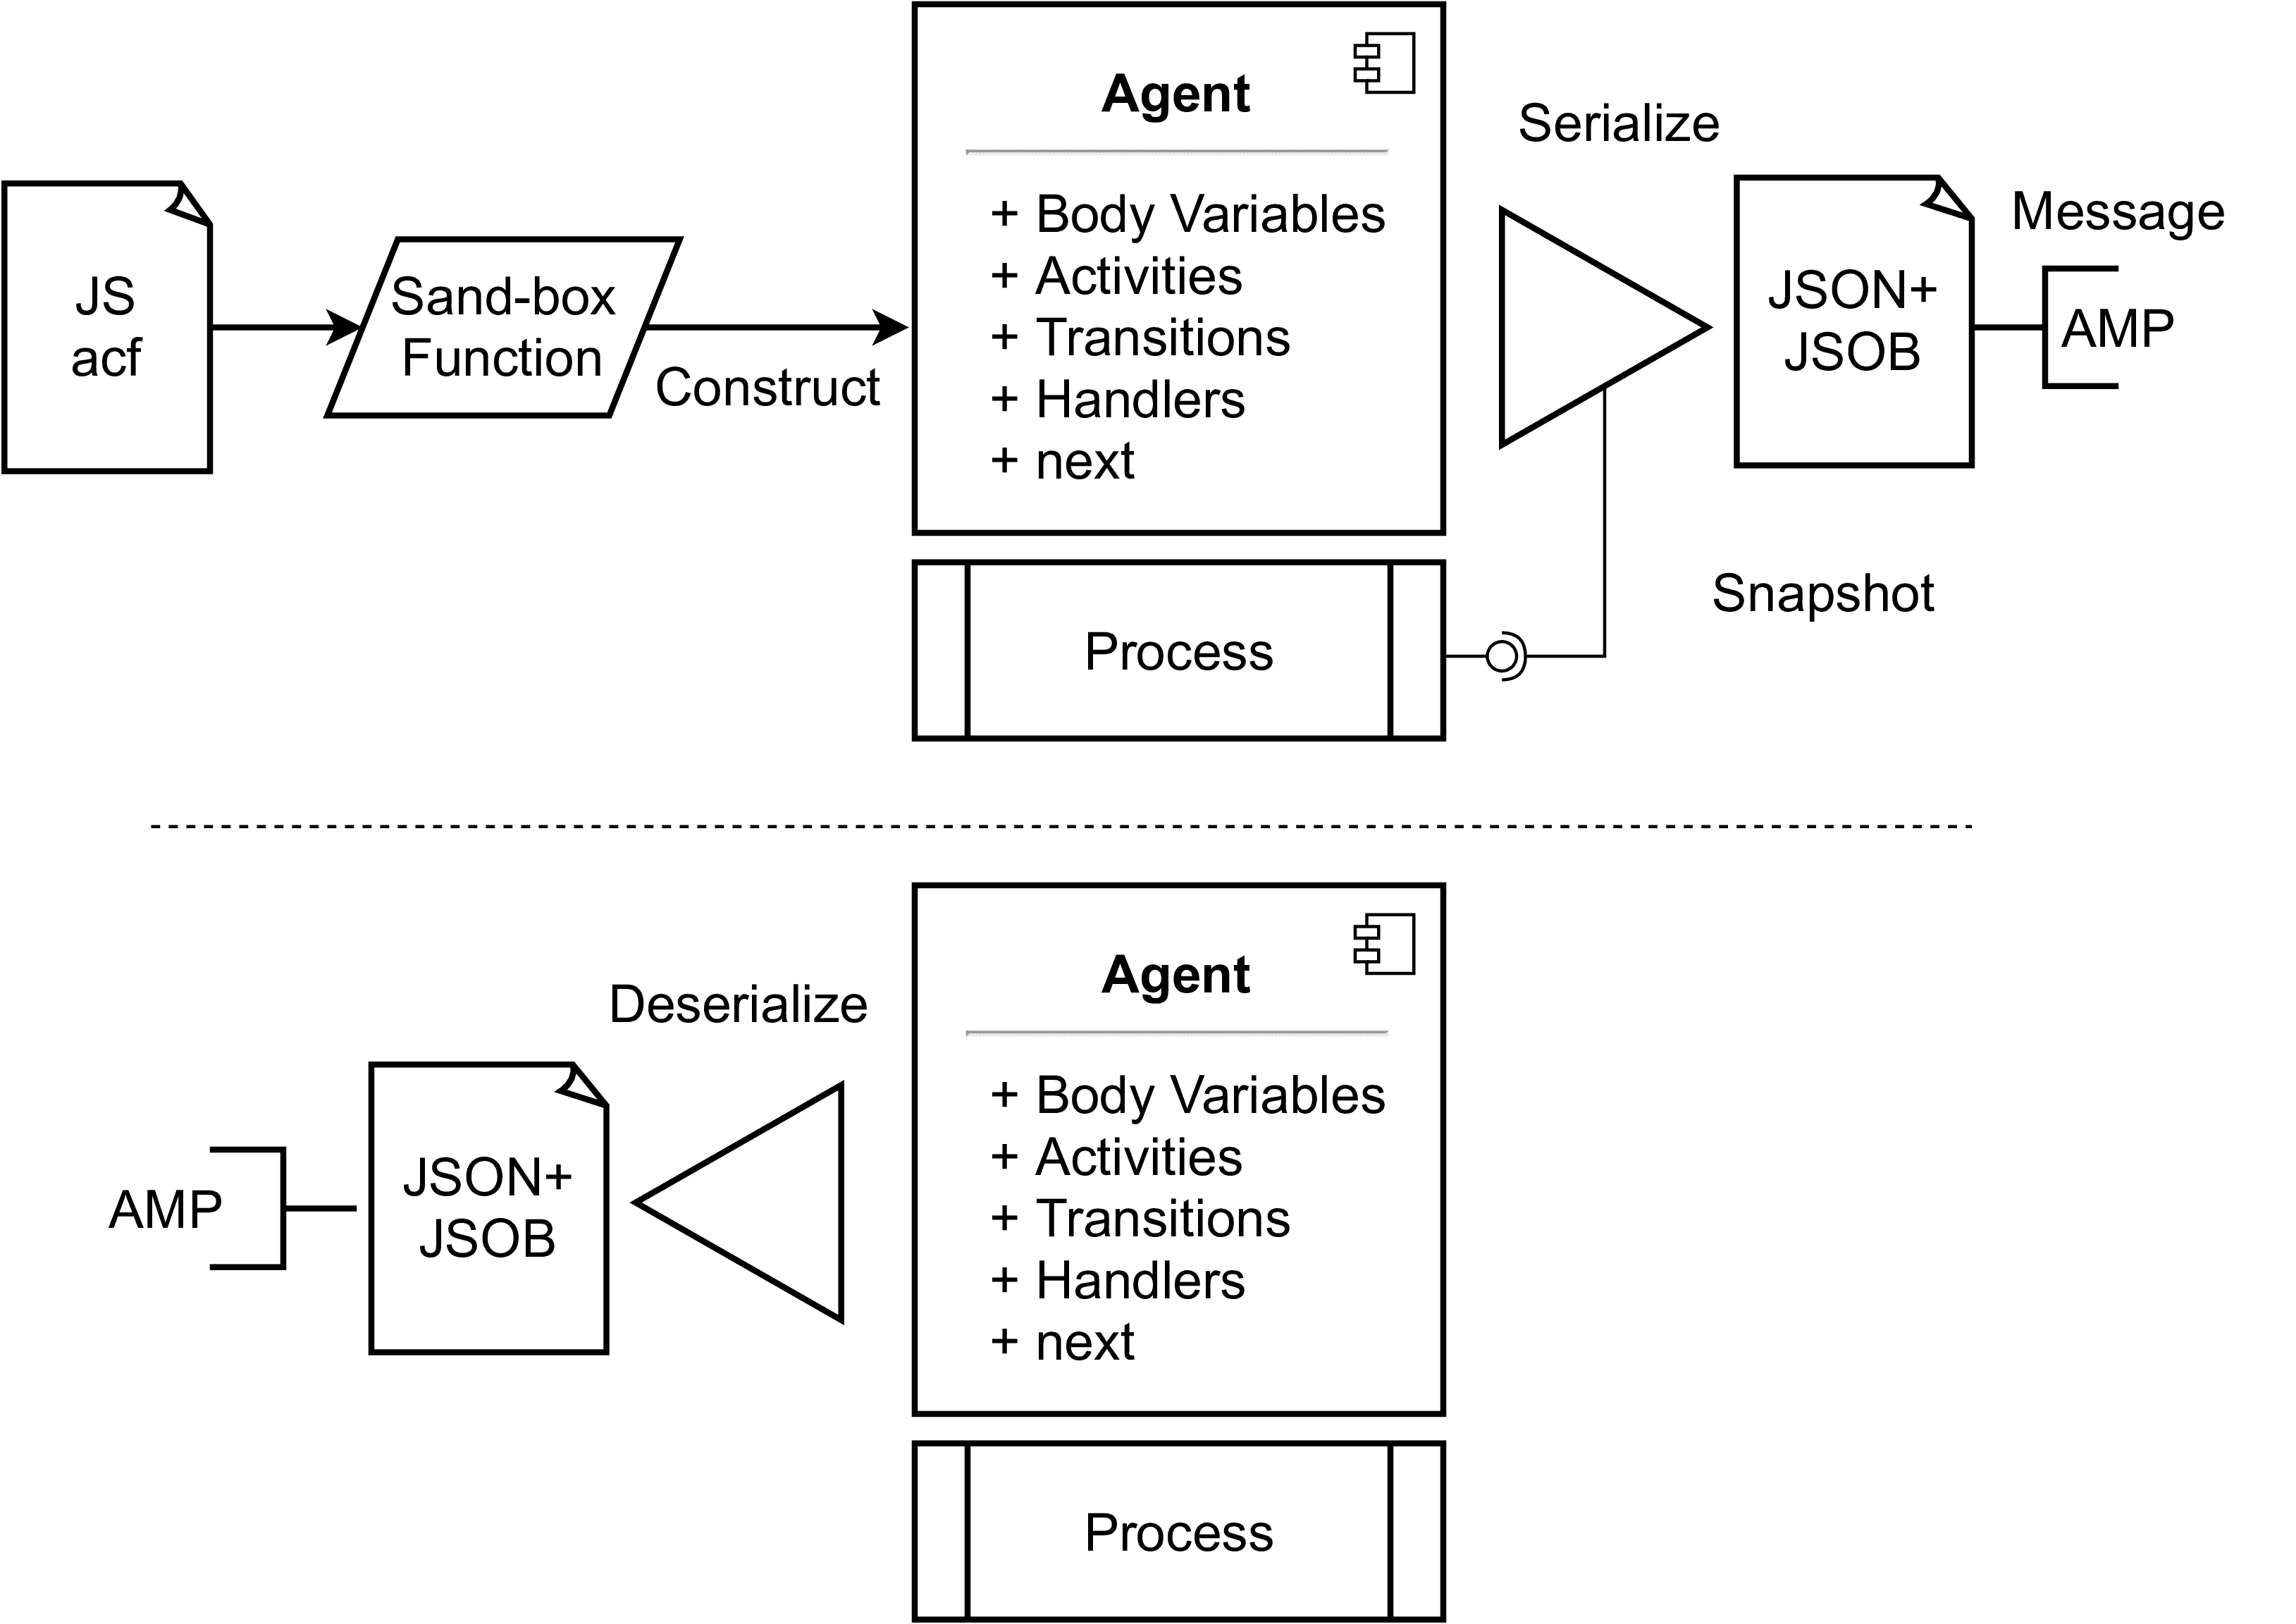 JS
acf
Sand-box
Function
Construct
Agent
+ Body Variables
+ Activities
+ Transitions
+ Handlers
+ next
Process
Serialize
JSON+
JSOB
Message
AMP
Snapshot
AMP
JSON+
JSOB
Deserialize
Agent
+ Body Variables
+ Activities
+ Transitions
+ Handlers
+ next
Process